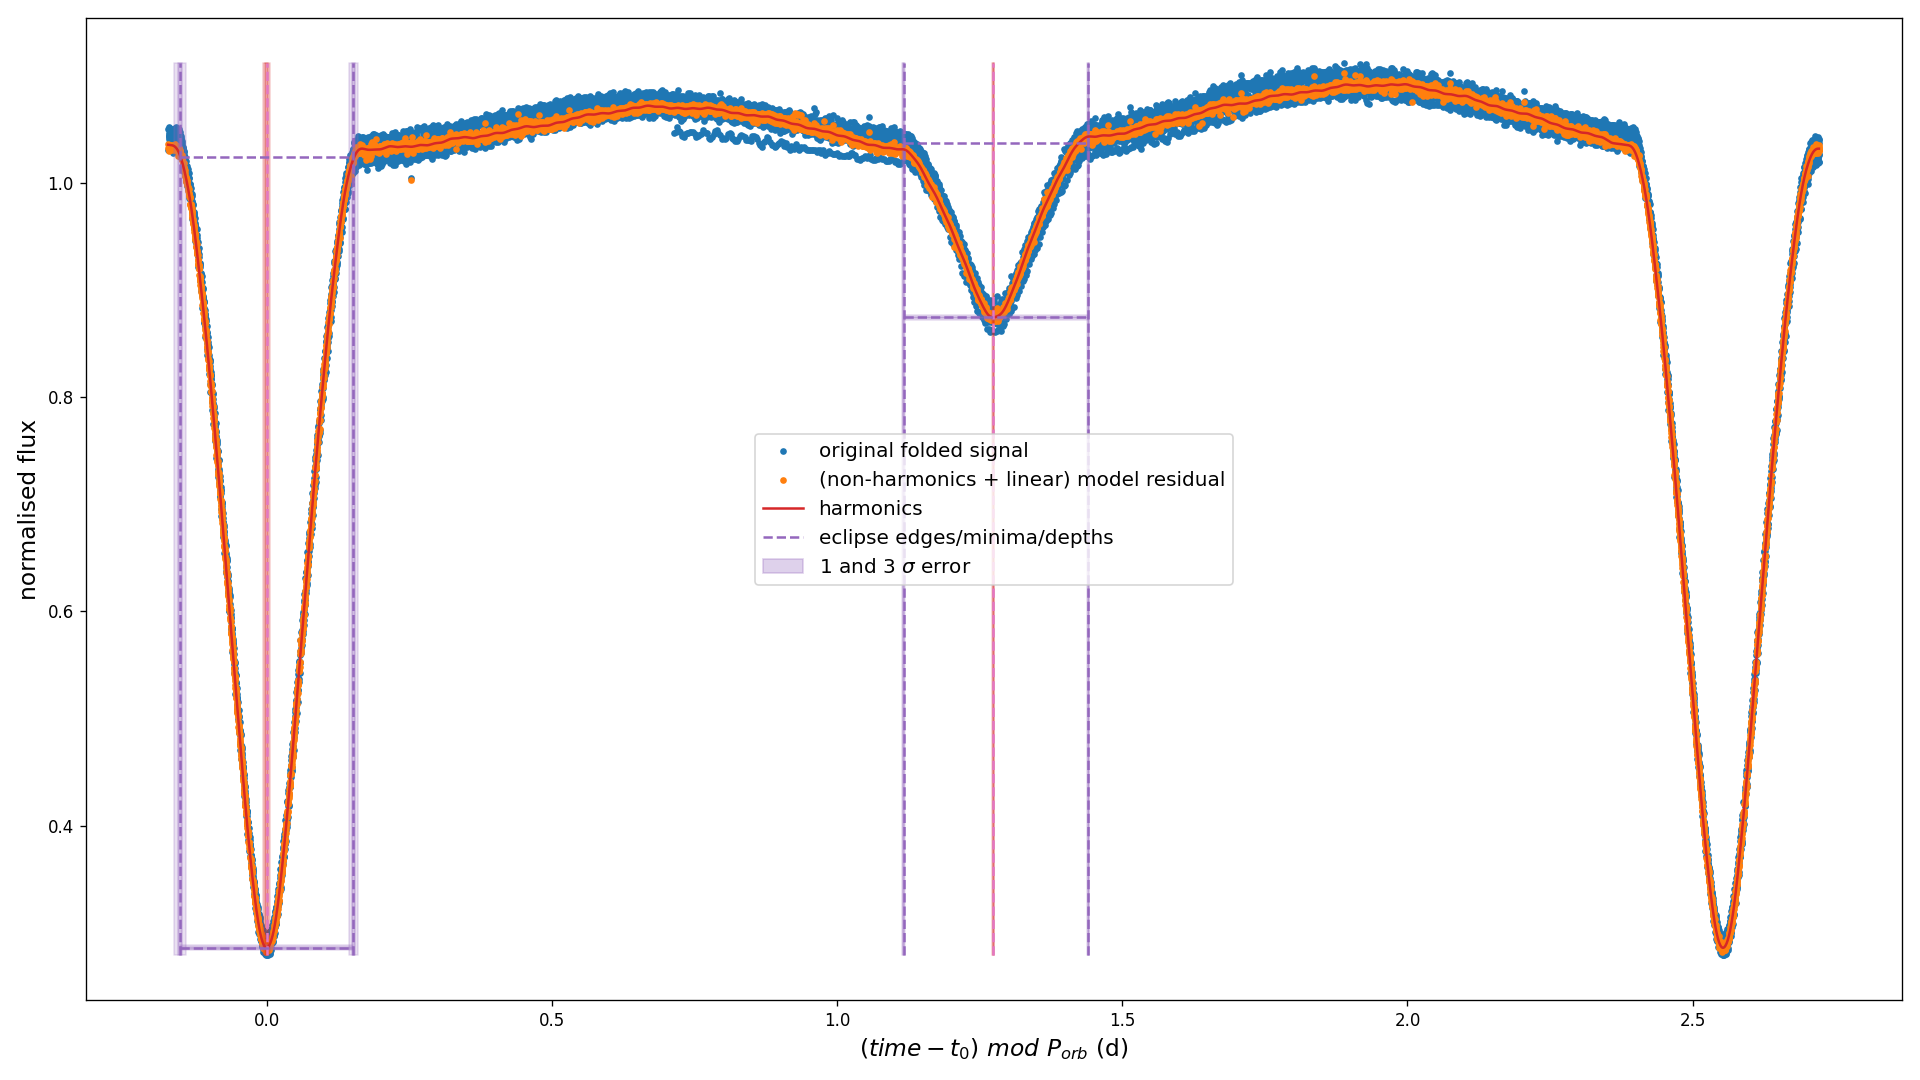 normalised flux
1.0
0.8
0.6
0.4
original folded signal
(non-harmonics + linear) model residual
harmonics
eclipse edges/minima/depths
1 and 3 σ error
0.0 0.5 1.0 1.5 2.0 2.5
(time − t₀) mod Pₒᵣb (d)